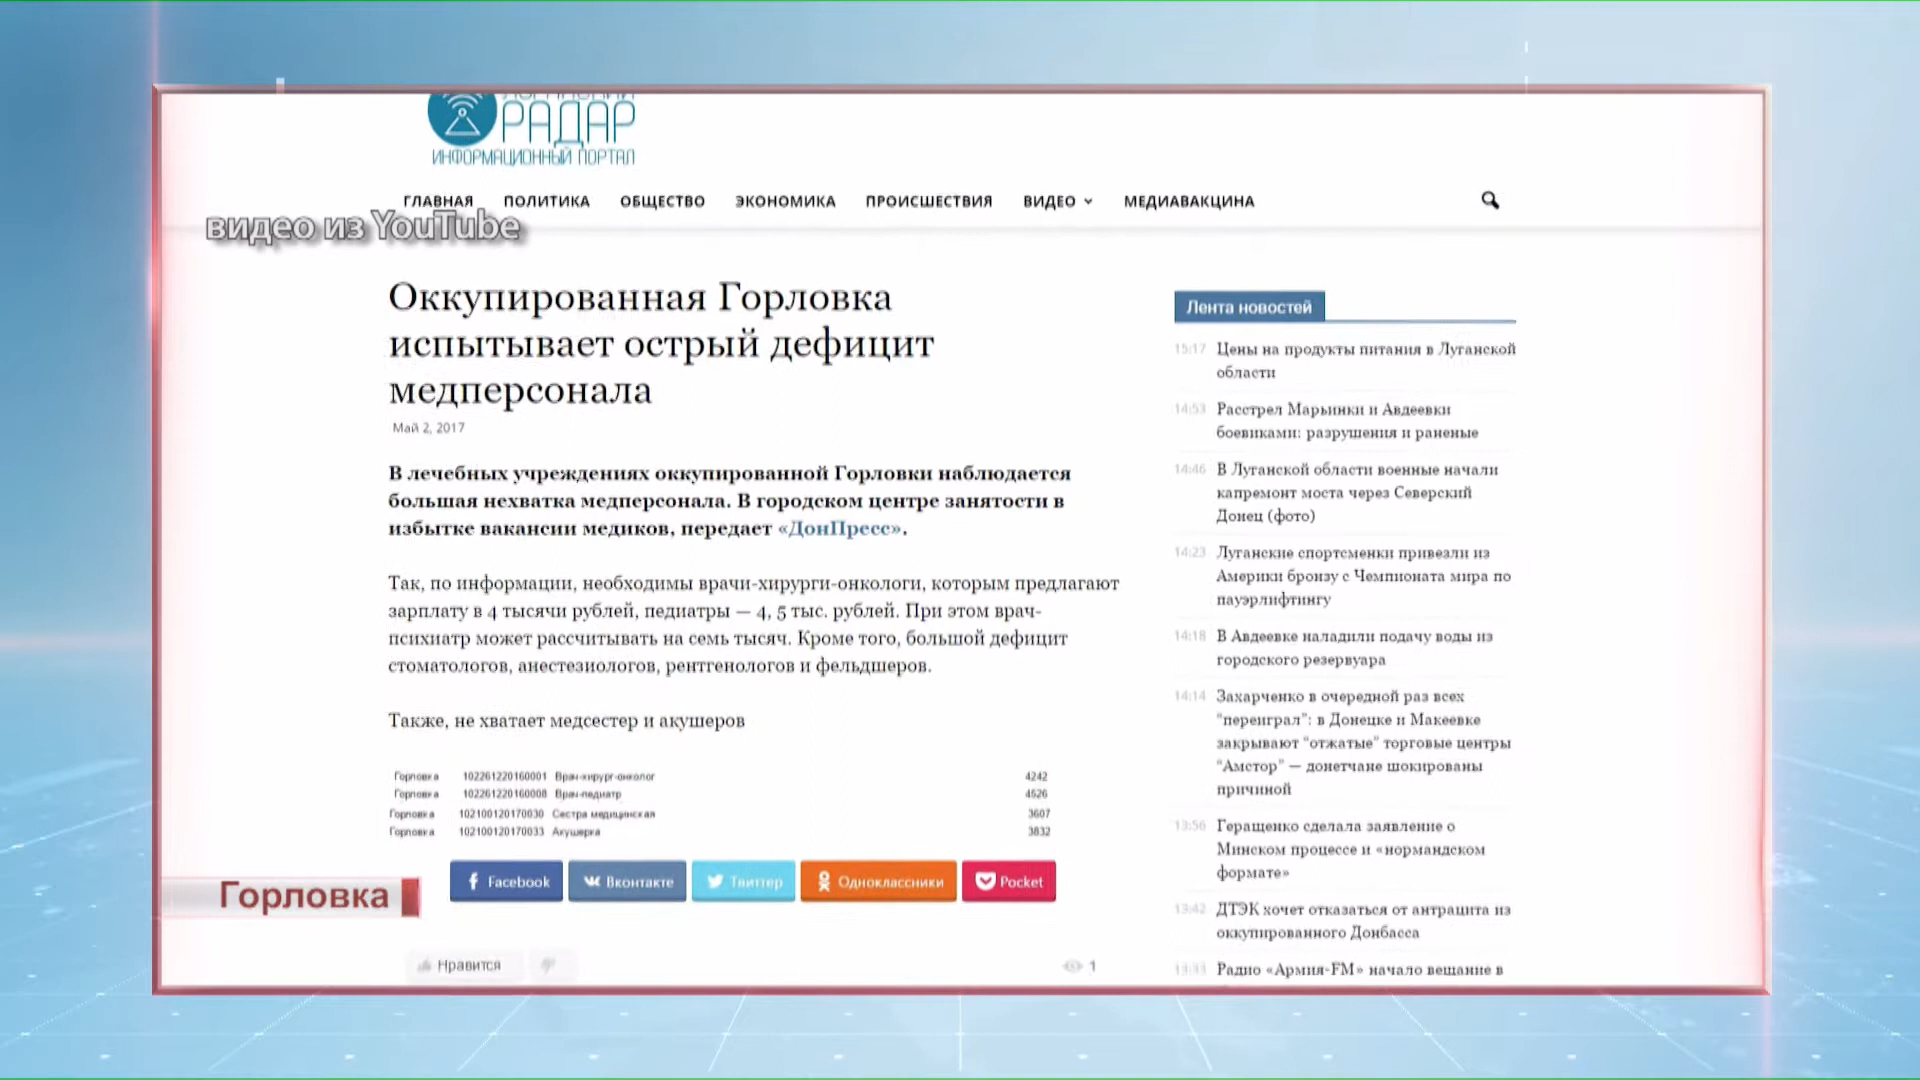 РАДАР
ИНФОРМАЦИОННЫЙ ПОРТАЛ
ГЛАВНАЯ ПОЛИТИКА ОБЩЕСТВО ЭКОНОМИКА ПРОИСШЕСТВИЯ ВИДЕО МЕДИАВАКЦИНА
видео из YouTube
Оккупированная Горловка
испытывает острый дефицит
медперсонала
Май 2, 2017
В лечебных учреждениях оккупированной Горловки наблюдается
большая нехватка медперсонала. В городском центре занятости в
избытке вакансии медиков, передает «ДонПресс».
Так, по информации, необходимы врачи-хирурги-онкологи, которым предлагают
зарплату в 4 тысячи рублей, педиатры — 4, 5 тыс. рублей. При этом врач-
психиатр может рассчитывать на семь тысяч. Кроме того, большой дефицит
стоматологов, анестезиологов, рентгенологов и фельдшеров.
Также, не хватает медсестер и акушеров
Горловка 102261220160001 Врач-хирург-онколог 4242
Горловка 102261220160008 Врач-педиатр 4526
Горловка 102100120170030 Сестра медицинская 3607
Горловка 102100120170033 Акушерка 3832
Facebook Вконтакте Твиттер Одноклассники Pocket
Горловка
Нравится 1
Лента новостей
15:17 Цены на продукты питания в Луганской
области
14:53 Расстрел Марьинки и Авдеевки
боевиками: разрушения и раненые
14:46 В Луганской области военные начали
капремонт моста через Северский
Донец (фото)
14:23 Луганские спортсменки привезли из
Америки бронзу с Чемпионата мира по
пауэрлифтингу
14:18 В Авдеевке наладили подачу воды из
городского резервуара
14:14 Захарченко в очередной раз всех
"переиграл": в Донецке и Макеевке
закрывают "отжатые" торговые центры
"Амстор" — донетчане шокированы
причиной
13:56 Геращенко сделала заявление о
Минском процессе и «нормандском
формате»
13:42 ДТЭК хочет отказаться от антрацита из
оккупированного Донбасса
13:33 Радио «Армия-FM» начало вещание в